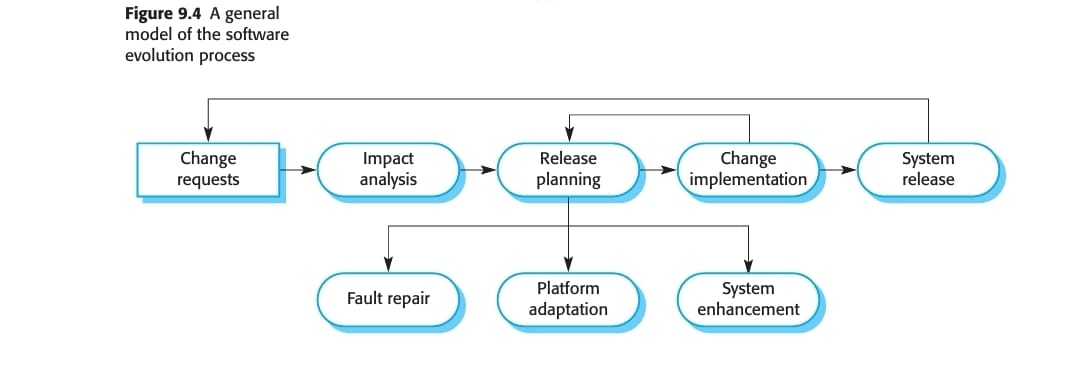 Figure 9.4 A general
model of the software
evolution process
Change
requests
Impact
analysis
Release
planning
Change
implementation
System
release
Fault repair
Platform
adaptation
System
enhancement